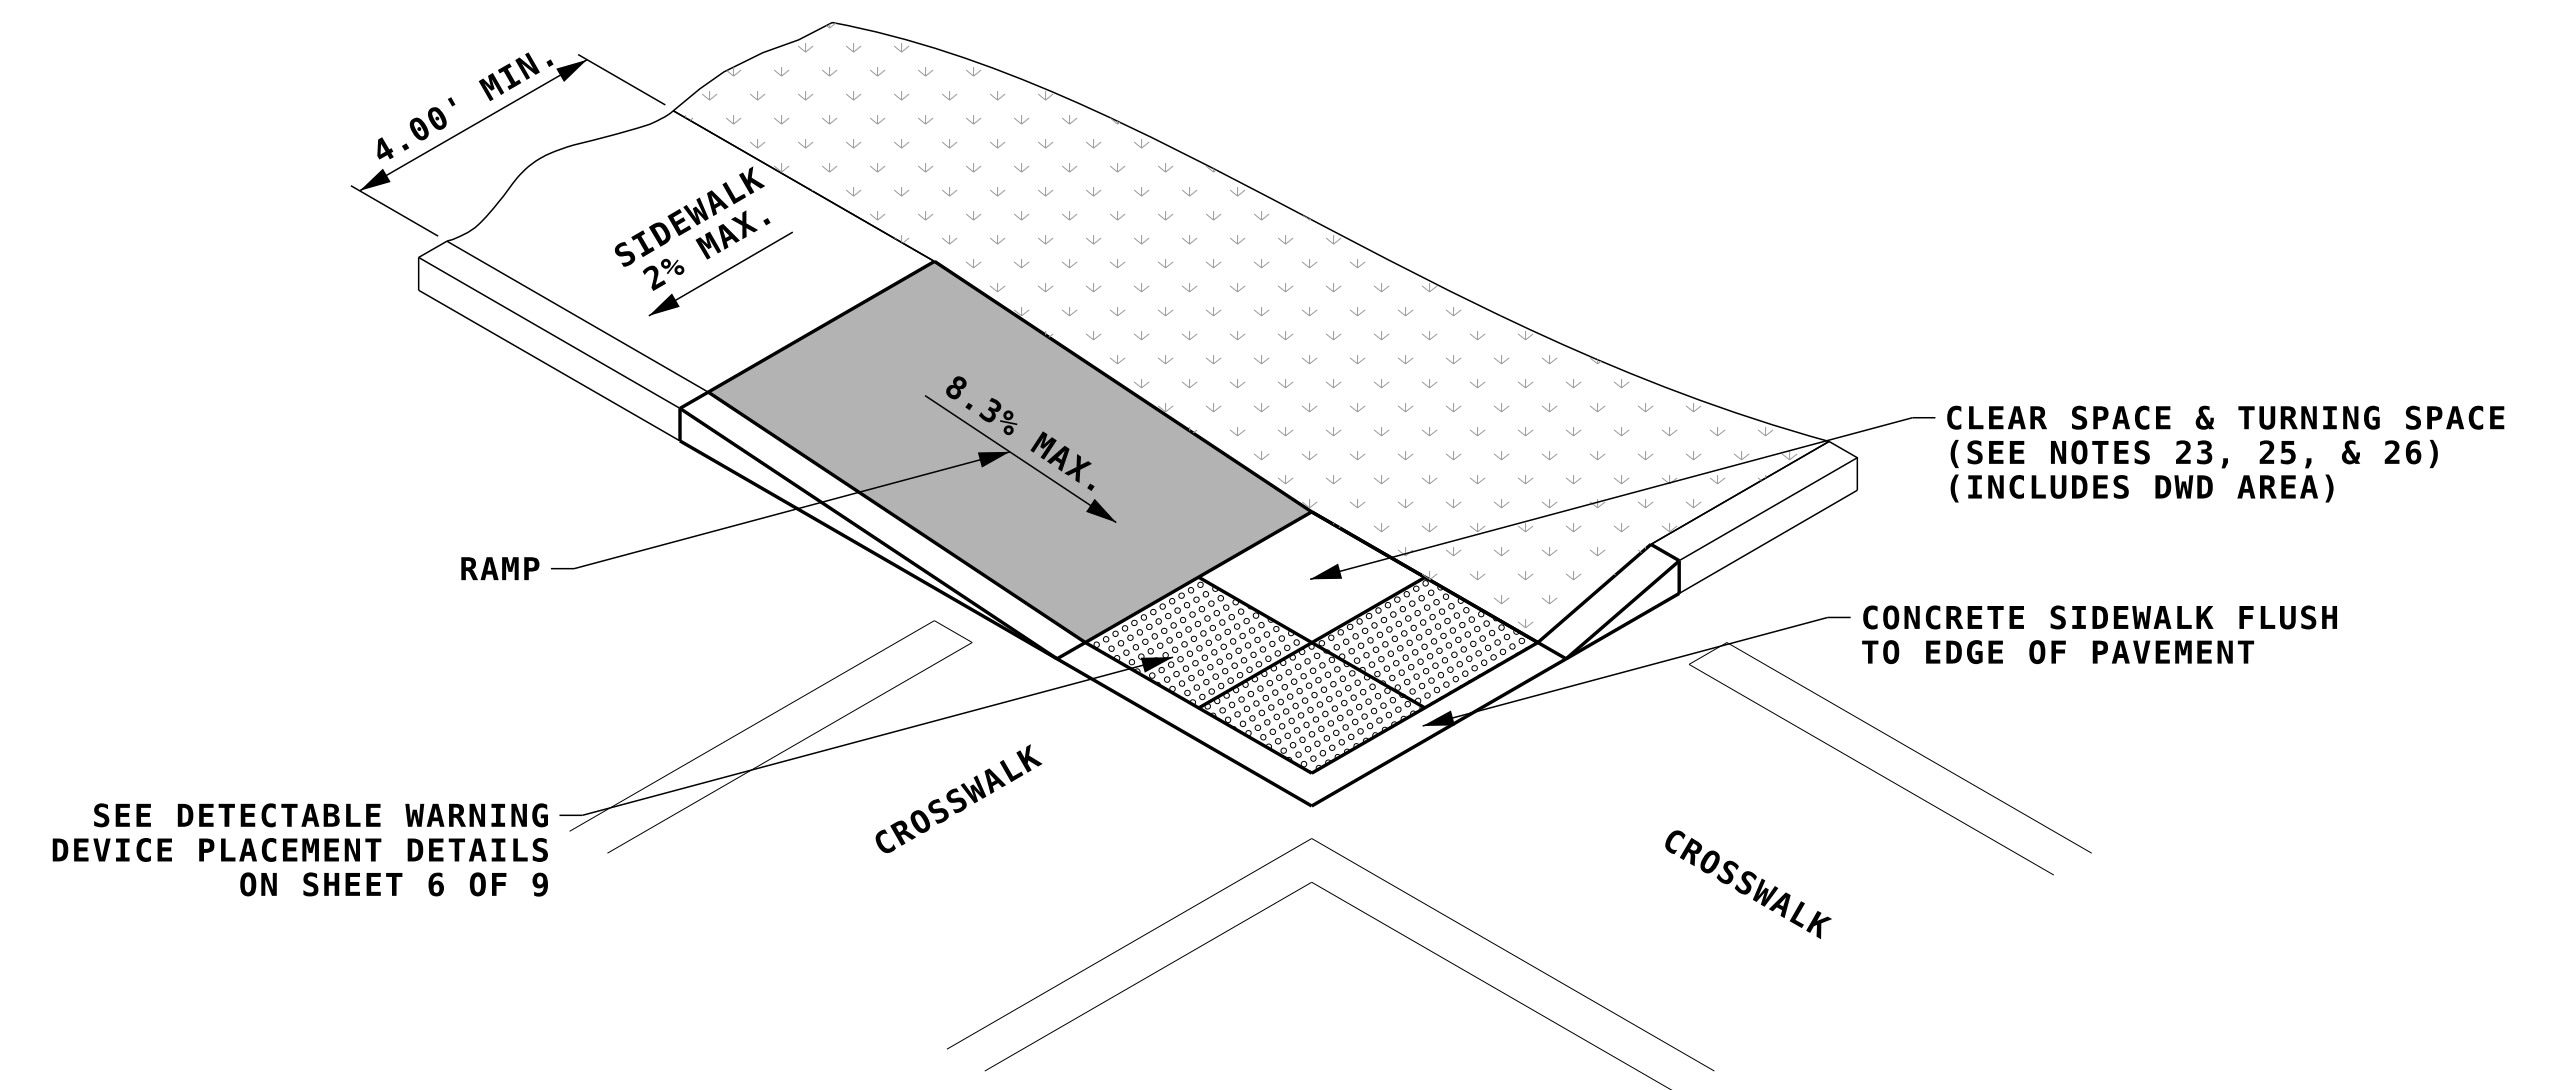 4.00' MIN.
SIDEWALK
2% MAX.
8.3% MAX.
CLEAR SPACE & TURNING SPACE
(SEE NOTES 23, 25, & 26)
(INCLUDES DWD AREA)
RAMP
CONCRETE SIDEWALK FLUSH
TO EDGE OF PAVEMENT
SEE DETECTABLE WARNING
DEVICE PLACEMENT DETAILS
ON SHEET 6 OF 9
CROSSWALK
CROSSWALK